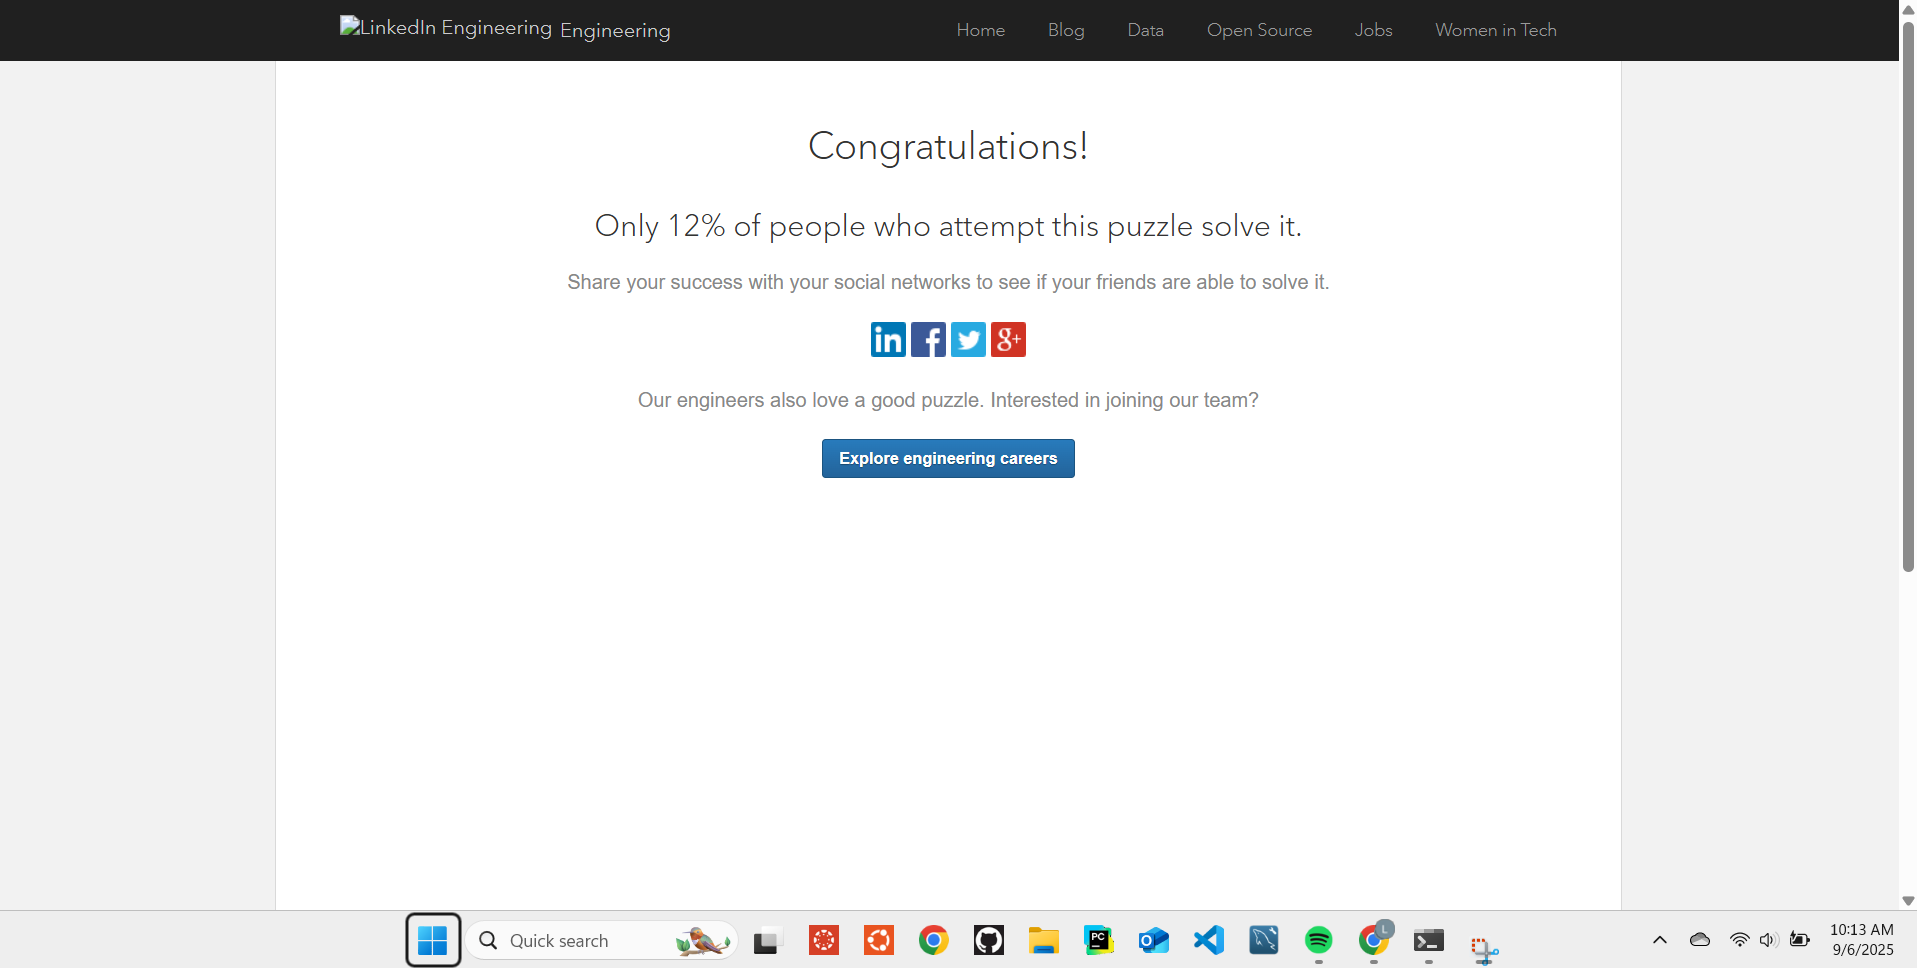 LinkedIn Engineering Engineering Home Blog Data Open Source Jobs Women in Tech
Congratulations!
Only 12% of people who attempt this puzzle solve it.
Share your success with your social networks to see if your friends are able to solve it.
in f g+
Our engineers also love a good puzzle. Interested in joining our team?
Explore engineering careers
Quick search
PC
L
10:13 AM
9/6/2025